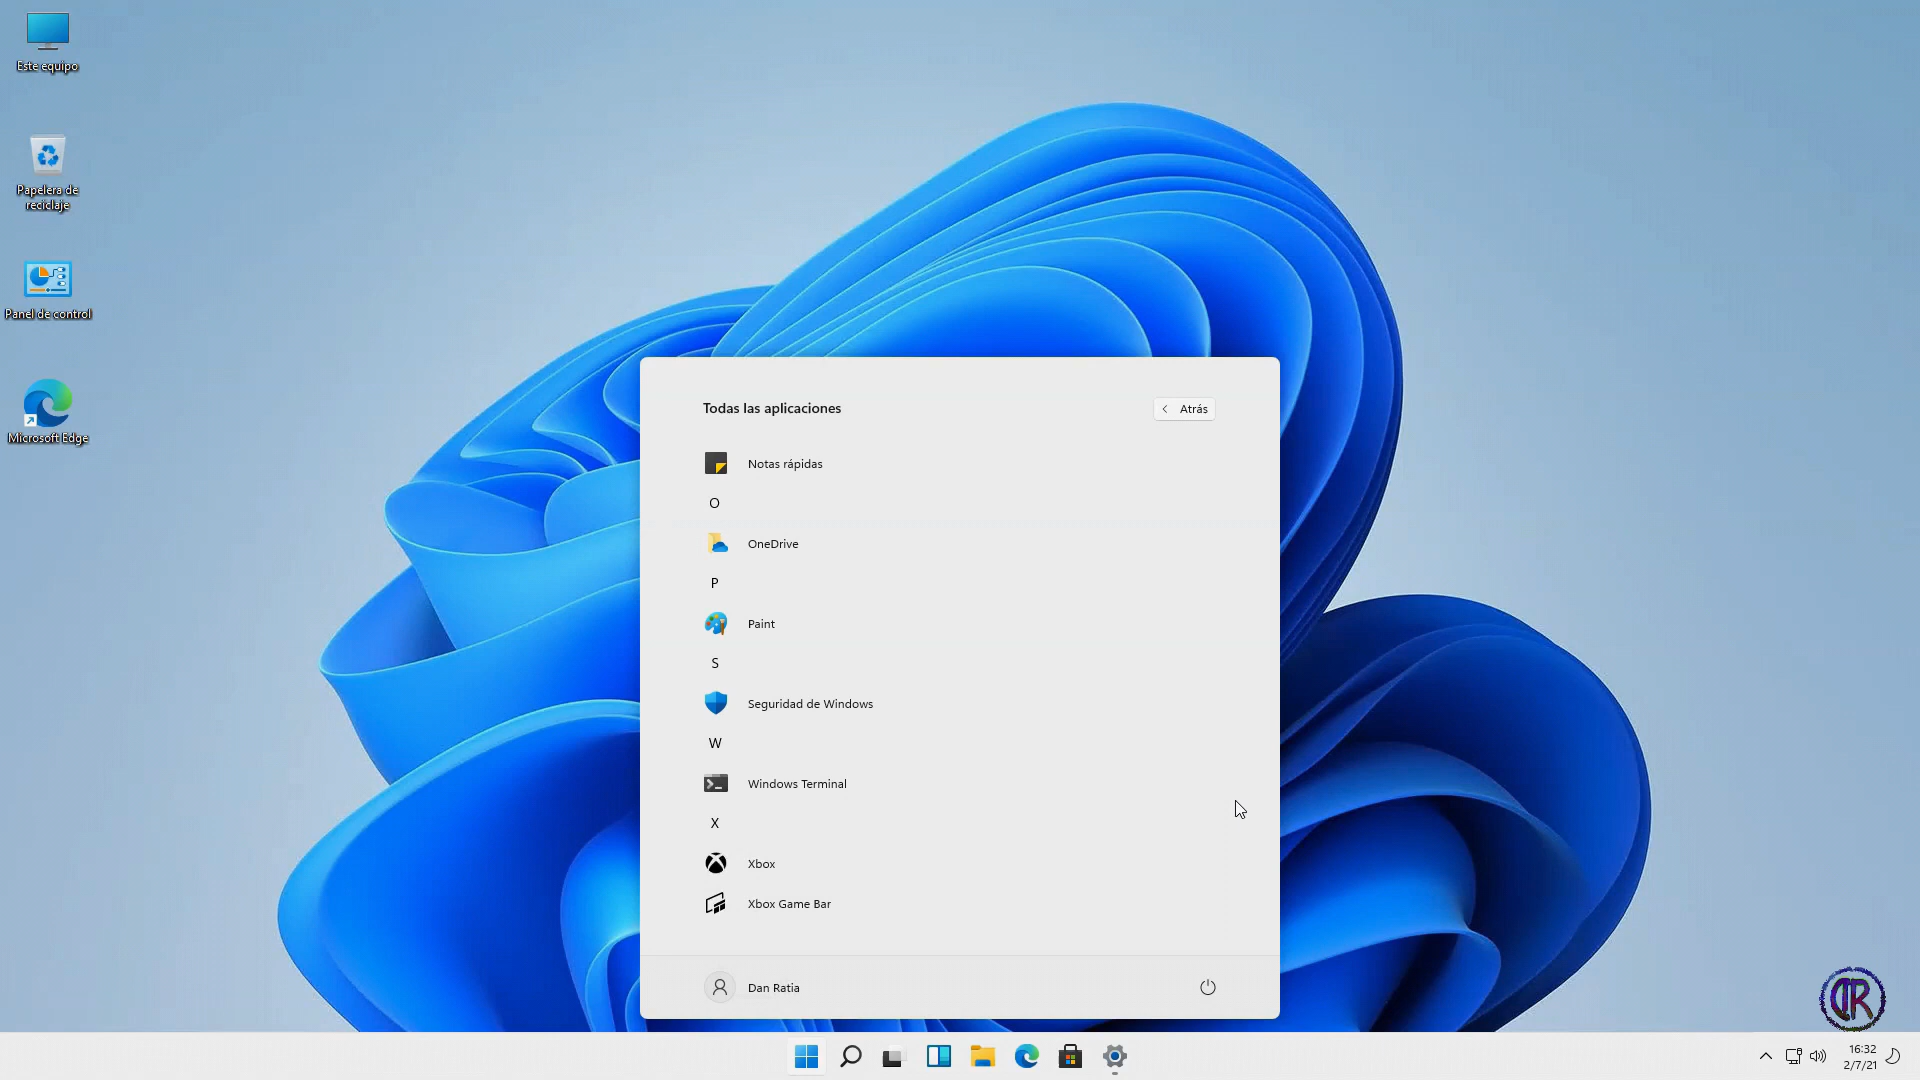 Este equipo
Papelera de
reciclaje
Panel de control
Microsoft Edge
Todas las aplicaciones
Atrás
Notas rápidas
O
OneDrive
P
Paint
S
Seguridad de Windows
W
Windows Terminal
X
Xbox
Xbox Game Bar
Dan Ratia
DR
16:32
2/7/21